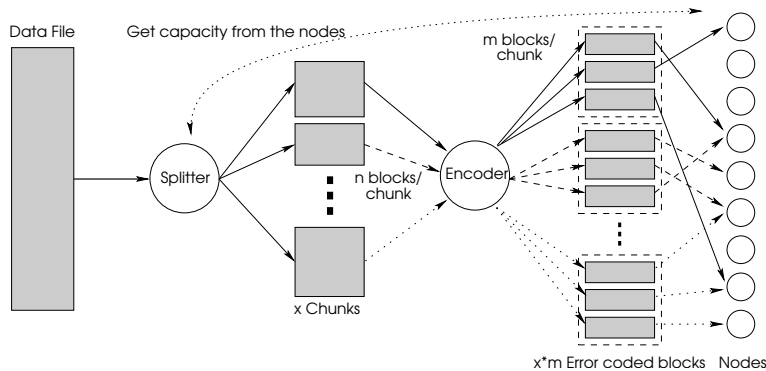 Data File
Get capacity from the nodes
m blocks/
chunk
Splitter
n blocks/
chunk
Encoder
x Chunks
x*m Error coded blocks
Nodes